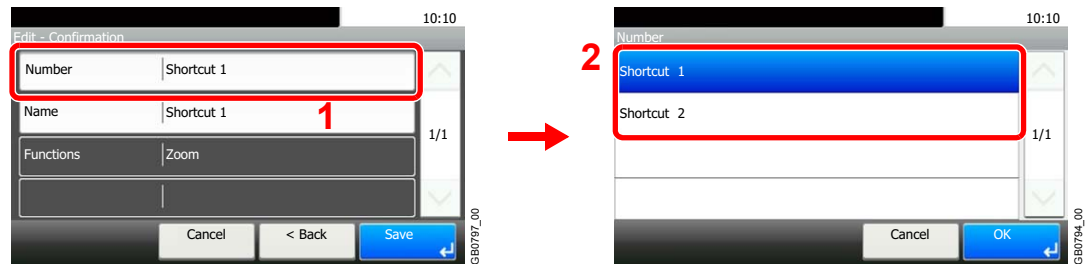 10:10
Edit - Confirmation
Number Shortcut 1
Name Shortcut 1
1
1/1
Functions Zoom
Cancel < Back Save
GB0797_00
10:10
Number
2
Shortcut 1
Shortcut 2
1/1
Cancel OK
GB0794_00